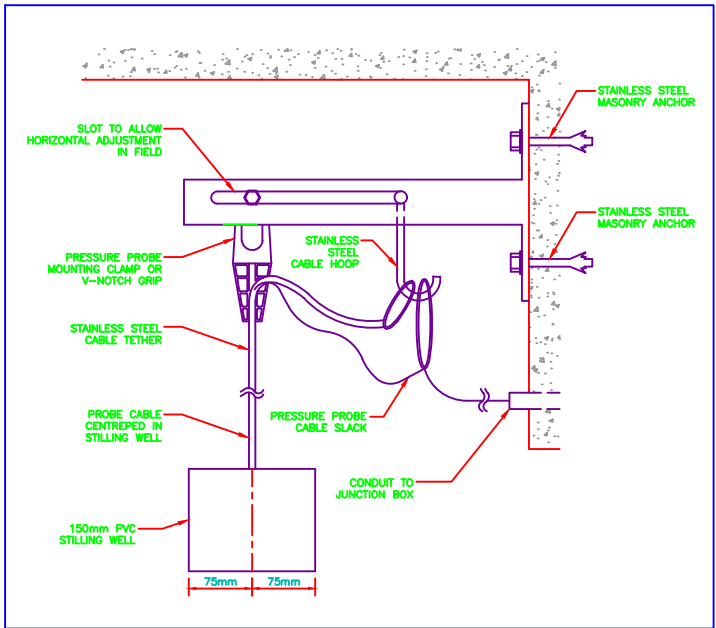 STAINLESS STEEL
MASONRY ANCHOR
SLOT TO ALLOW
HORIZONTAL ADJUSTMENT
IN FIELD
STAINLESS STEEL
MASONRY ANCHOR
STAINLESS
STEEL
CABLE HOOP
PRESSURE PROBE
MOUNTING CLAMP OR
V-NOTCH GRIP
STAINLESS STEEL
CABLE TETHER
PROBE CABLE
CENTREPED IN
STILLING WELL
PRESSURE PROBE
CABLE SLACK
CONDUIT TO
JUNCTION BOX
150mm PVC
STILLING WELL
75mm 75mm